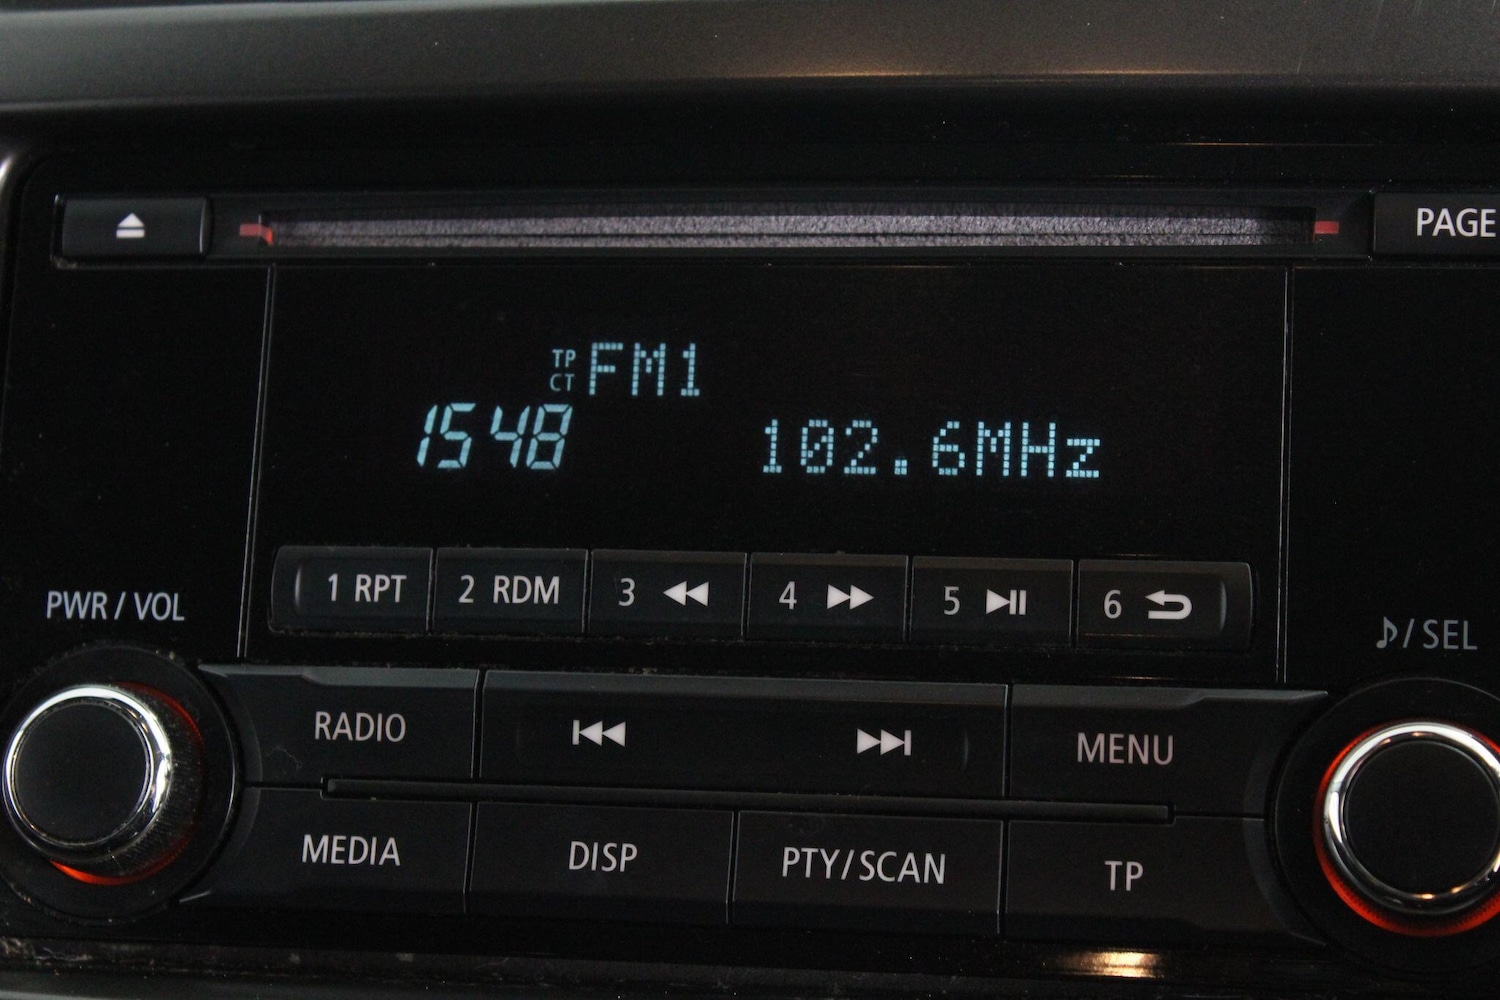 PAGE
TP
CT
FM1
1548 102.6MHz
1 RPT 2 RDM 3 4 5 6
PWR / VOL
♪/ SEL
RADIO MENU
MEDIA DISP PTY/SCAN TP